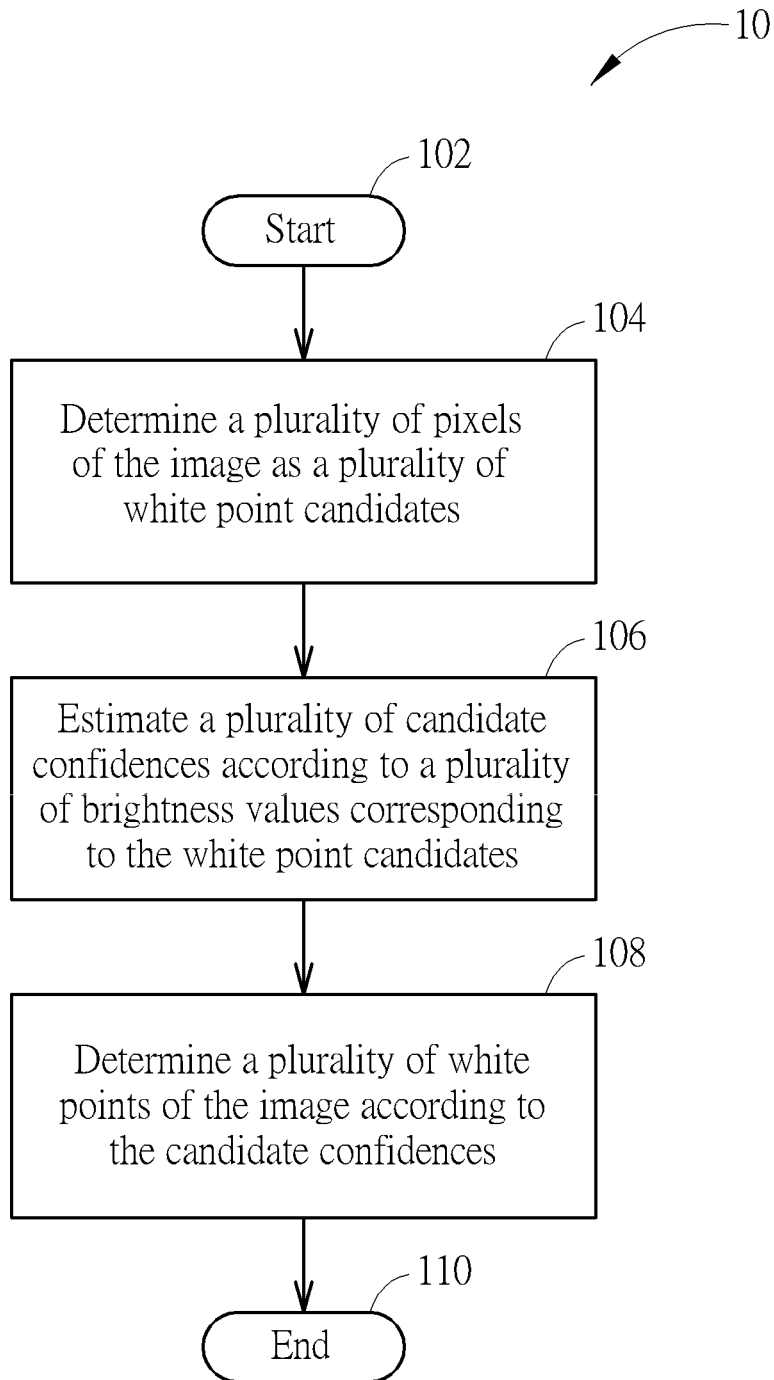 10
102
Start
104
Determine a plurality of pixels
of the image as a plurality of
white point candidates
106
Estimate a plurality of candidate
confidences according to a plurality
of brightness values corresponding
to the white point candidates
108
Determine a plurality of white
points of the image according to
the candidate confidences
110
End